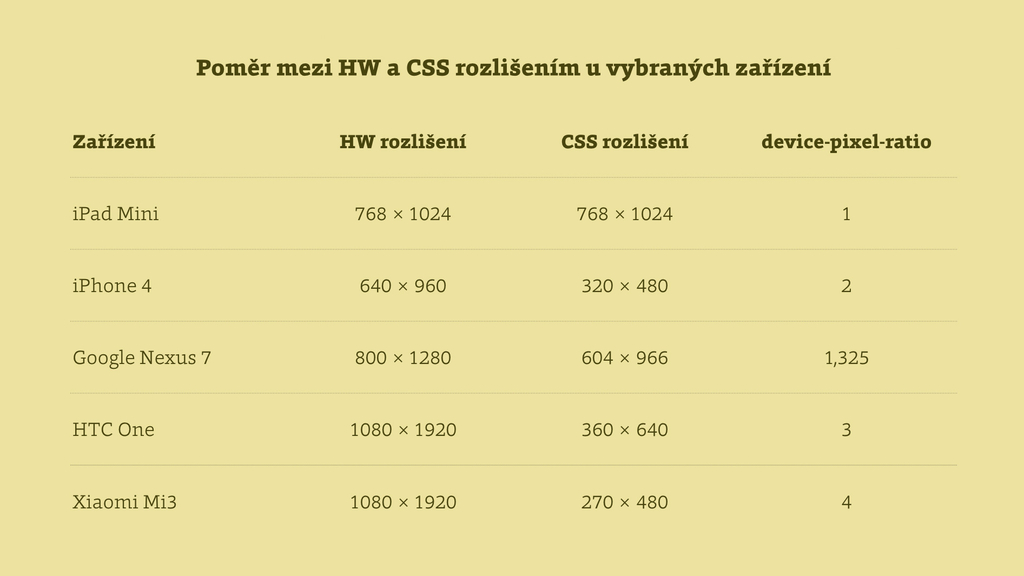 Poměr mezi HW a CSS rozlišením u vybraných zařízení
Zařízení HW rozlišení CSS rozlišení device-pixel-ratio
iPad Mini 768 × 1024 768 × 1024 1
iPhone 4 640 × 960 320 × 480 2
Google Nexus 7 800 × 1280 604 × 966 1,325
HTC One 1080 × 1920 360 × 640 3
Xiaomi Mi3 1080 × 1920 270 × 480 4